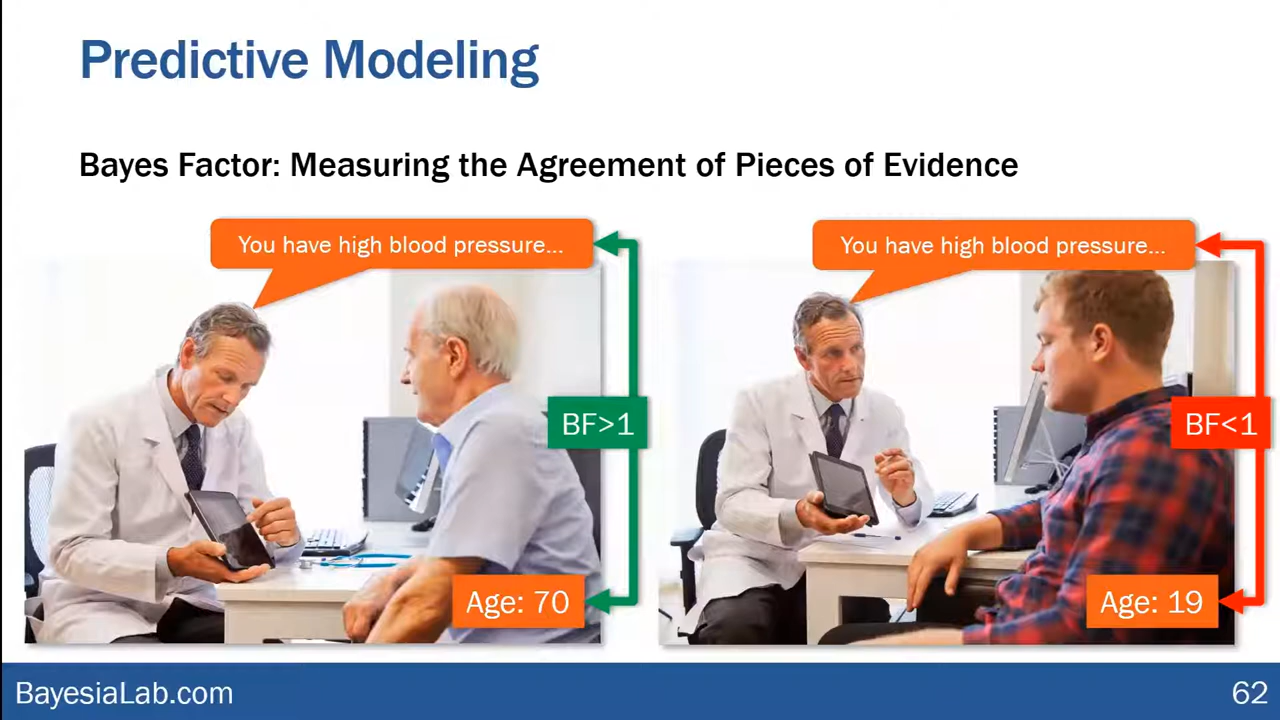 Predictive Modeling
Bayes Factor: Measuring the Agreement of Pieces of Evidence
You have high blood pressure...
BF>1
Age: 70
You have high blood pressure...
BF<1
Age: 19
BayesiaLab.com
62